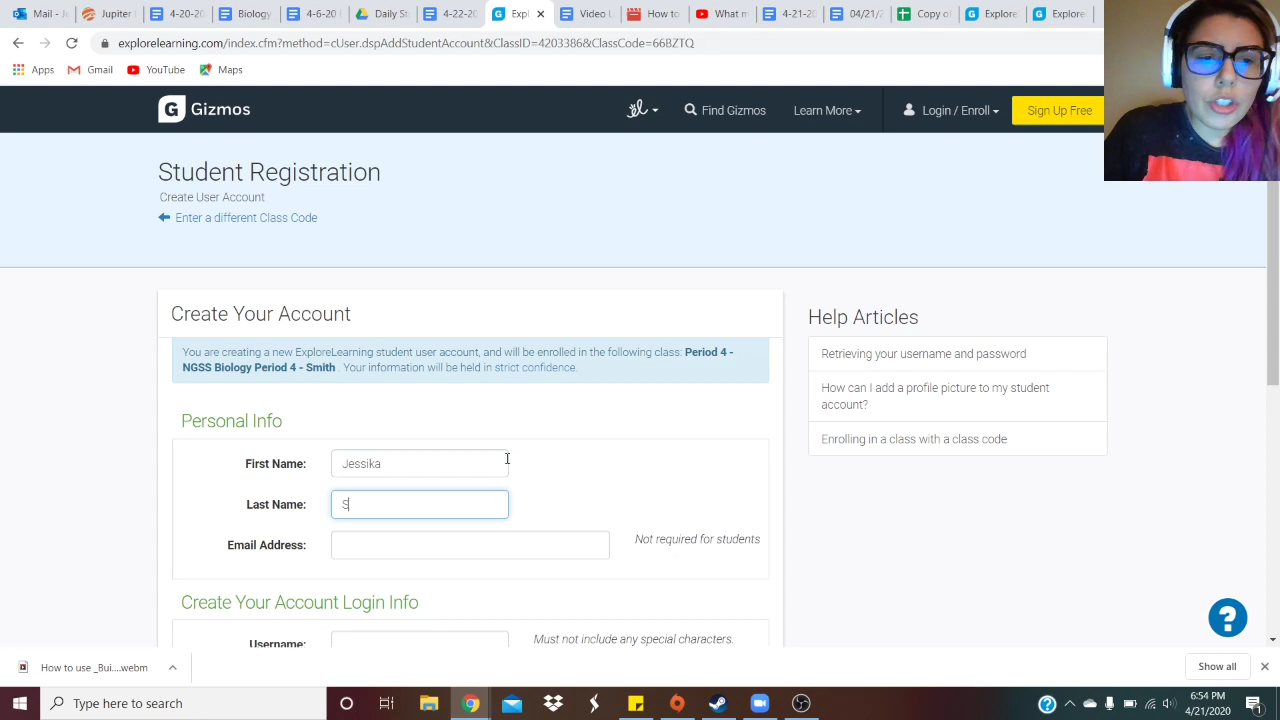 Mail - J
Jupiter I
4-20-20
Biology
4-6-20 (
Daily St
4-22-20
Expl
Video L
How to
What m
4-21-20
04/21/2
Copy of
Explore
Explore
explorelearning.com/index.cfm?method=cUser.dspAddStudentAccount&ClassID=4203386&ClassCode=66BZTQ
Apps Gmail YouTube Maps
G Gizmos
Find Gizmos Learn More Login / Enroll Sign Up Free
Student Registration
Create User Account
Enter a different Class Code
Create Your Account
You are creating a new ExploreLearning student user account, and will be enrolled in the following class: Period 4 -
NGSS Biology Period 4 - Smith . Your information will be held in strict confidence.
Personal Info
First Name: Jessika
Last Name: S
Email Address: Not required for students
Create Your Account Login Info
Username: Must not include any special characters.
Help Articles
Retrieving your username and password
How can I add a profile picture to my student
account?
Enrolling in a class with a class code
?
How to use _Bui....webm
Show all
Type here to search
6:54 PM
4/21/2020
1